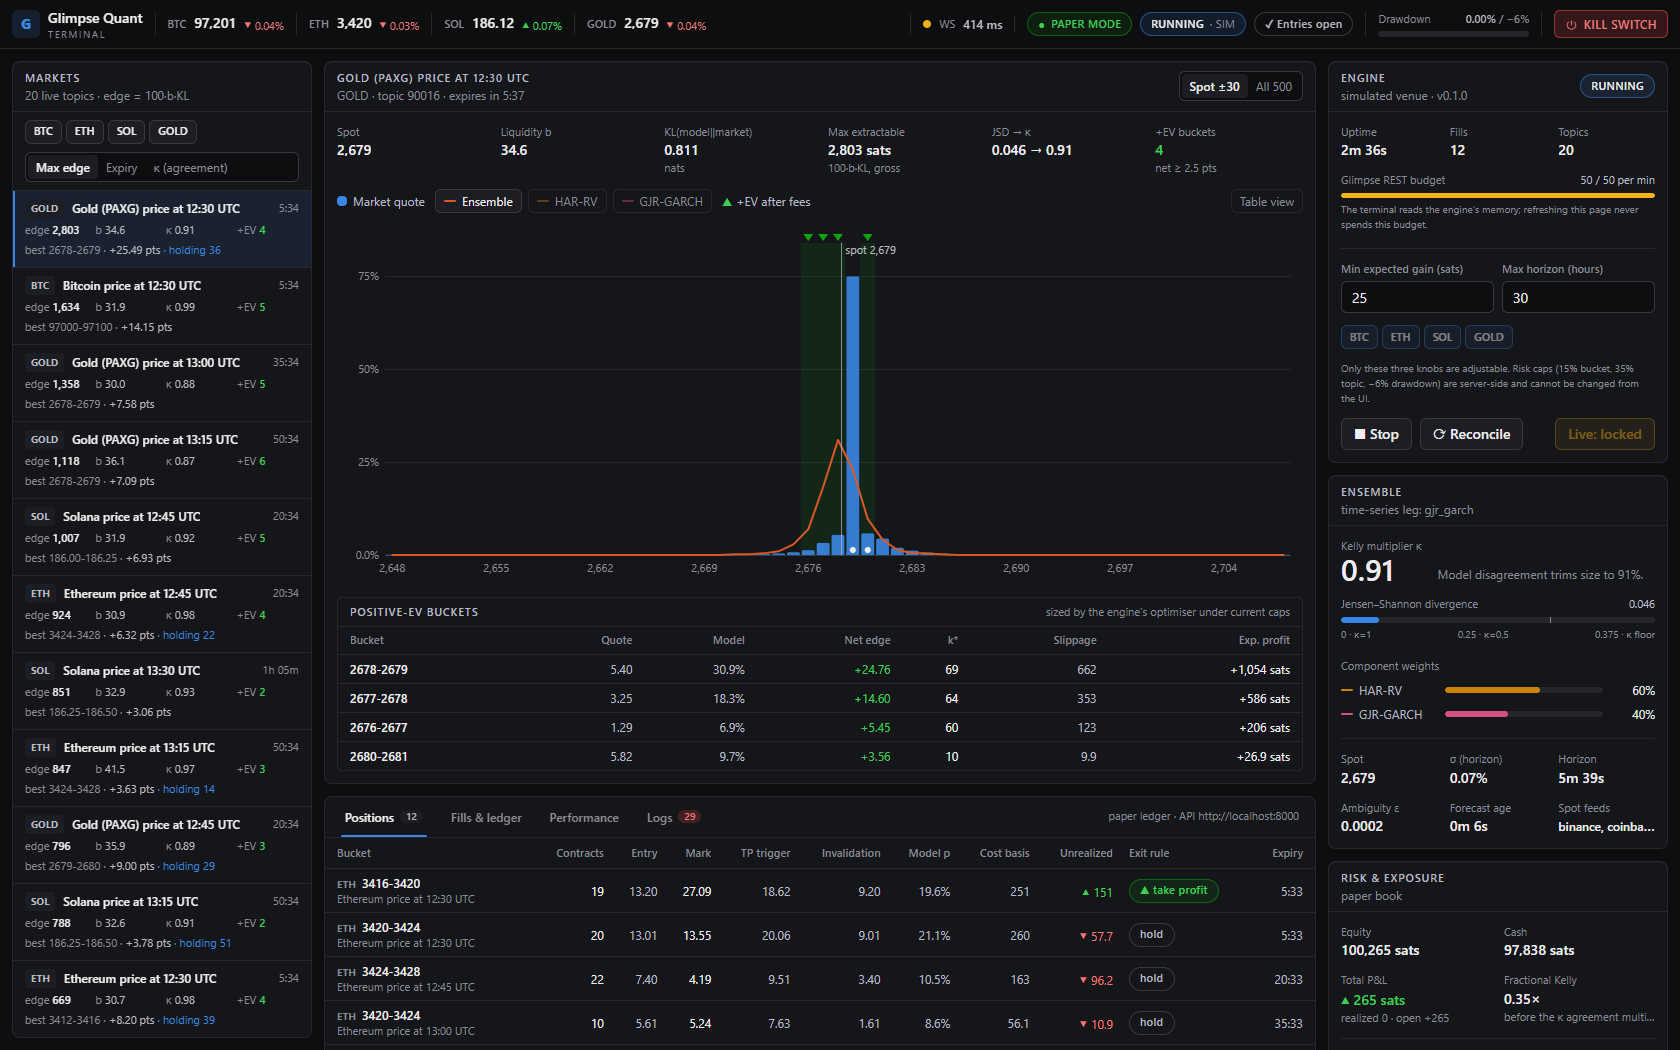 G Glimpse Quant TERMINAL
BTC 97,201 ▼ 0.04% ETH 3,420 ▼ 0.03% SOL 186.12 ▲ 0.07% GOLD 2,679 ▼ 0.04%
WS 414 ms ● PAPER MODE RUNNING · SIM ✓ Entries open Drawdown 0.00% / −6% KILL SWITCH
MARKETS
20 live topics · edge = 100·b·KL
BTC ETH SOL GOLD
Max edge Expiry κ (agreement)
GOLD Gold (PAXG) price at 12:30 UTC 5:34
edge 2,803 b 34.6 κ 0.91 +EV 4
best 2678-2679 · +25.49 pts · holding 36
BTC Bitcoin price at 12:30 UTC 5:34
edge 1,634 b 31.9 κ 0.99 +EV 5
best 97000-97100 · +14.15 pts
GOLD Gold (PAXG) price at 13:00 UTC 35:34
edge 1,358 b 30.0 κ 0.88 +EV 5
best 2678-2679 · +7.58 pts
GOLD Gold (PAXG) price at 13:15 UTC 50:34
edge 1,118 b 36.1 κ 0.87 +EV 6
best 2678-2679 · +7.09 pts
SOL Solana price at 12:45 UTC 20:34
edge 1,007 b 31.9 κ 0.92 +EV 5
best 186.00-186.25 · +6.93 pts
ETH Ethereum price at 12:45 UTC 20:34
edge 924 b 30.9 κ 0.98 +EV 4
best 3424-3428 · +6.32 pts · holding 22
SOL Solana price at 13:30 UTC 1h 05m
edge 851 b 32.9 κ 0.93 +EV 2
best 186.25-186.50 · +3.06 pts
ETH Ethereum price at 13:15 UTC 50:34
edge 847 b 41.5 κ 0.97 +EV 3
best 3424-3428 · +3.63 pts · holding 14
GOLD Gold (PAXG) price at 12:45 UTC 20:34
edge 796 b 35.9 κ 0.89 +EV 3
best 2679-2680 · +9.00 pts · holding 29
SOL Solana price at 13:15 UTC 50:34
edge 788 b 32.6 κ 0.91 +EV 2
best 186.25-186.50 · +3.78 pts · holding 51
ETH Ethereum price at 12:30 UTC 5:34
edge 669 b 30.7 κ 0.98 +EV 4
best 3412-3416 · +8.20 pts · holding 39
GOLD (PAXG) PRICE AT 12:30 UTC
GOLD · topic 90016 · expires in 5:37
Spot ±30 All 500
Spot Liquidity b KL(model||market) Max extractable JSD → κ +EV buckets
2,679 34.6 0.811 2,803 sats 0.046 → 0.91 4
nats 100·b·KL, gross net ≥ 2.5 pts
Market quote Ensemble HAR-RV GJR-GARCH ▲ +EV after fees Table view
spot 2,679
75%
50%
25%
0.0%
2,648 2,655 2,662 2,669 2,676 2,683 2,690 2,697 2,704
POSITIVE-EV BUCKETS sized by the engine's optimiser under current caps
Bucket Quote Model Net edge k* Slippage Exp. profit
2678-2679 5.40 30.9% +24.76 69 662 +1,054 sats
2677-2678 3.25 18.3% +14.60 64 353 +586 sats
2676-2677 1.29 6.9% +5.45 60 123 +206 sats
2680-2681 5.82 9.7% +3.56 10 9.9 +26.9 sats
Positions 12 Fills & ledger Performance Logs 29 paper ledger · API http://localhost:8000
Bucket Contracts Entry Mark TP trigger Invalidation Model p Cost basis Unrealized Exit rule Expiry
ETH 3416-3420 19 13.20 27.09 18.62 9.20 19.6% 251 ▲ 151 ▲ take profit 5:33
Ethereum price at 12:30 UTC
ETH 3420-3424 20 13.01 13.55 20.06 9.01 21.1% 260 ▼ 57.7 hold 5:33
Ethereum price at 12:30 UTC
ETH 3424-3428 22 7.40 4.19 9.51 3.40 10.5% 163 ▼ 96.2 hold 20:33
Ethereum price at 12:45 UTC
ETH 3420-3424 10 5.61 5.24 7.63 1.61 8.6% 56.1 ▼ 10.9 hold 35:33
Ethereum price at 13:00 UTC
ENGINE
simulated venue · v0.1.0
RUNNING
Uptime Fills Topics
2m 36s 12 20
Glimpse REST budget 50 / 50 per min
The terminal reads the engine's memory; refreshing this page never
spends this budget.
Min expected gain (sats) Max horizon (hours)
25 30
BTC ETH SOL GOLD
Only these three knobs are adjustable. Risk caps (15% bucket, 35%
topic, −6% drawdown) are server-side and cannot be changed from
the UI.
■ Stop ⟳ Reconcile Live: locked
ENSEMBLE
time-series leg: gjr_garch
Kelly multiplier κ
0.91 Model disagreement trims size to 91%.
Jensen–Shannon divergence 0.046
0 · κ=1 0.25 · κ=0.5 0.375 · κ floor
Component weights
HAR-RV 60%
GJR-GARCH 40%
Spot σ (horizon) Horizon
2,679 0.07% 5m 39s
Ambiguity ε Forecast age Spot feeds
0.0002 0m 6s binance, coinba...
RISK & EXPOSURE
paper book
Equity Cash
100,265 sats 97,838 sats
Total P&L Fractional Kelly
▲ 265 sats 0.35×
realized 0 · open +265 before the κ agreement multi...